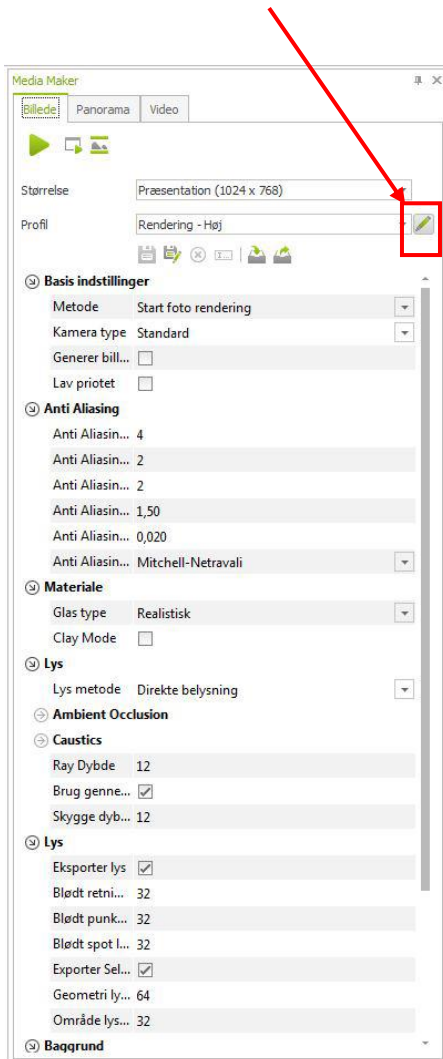 Media Maker
Billede Panorama Video
Størrelse Præsentation (1024 x 768)
Profil Rendering - Høj
Basis indstillinger
Metode Start foto rendering
Kamera type Standard
Generer bill...
Lav priotet
Anti Aliasing
Anti Aliasin... 4
Anti Aliasin... 2
Anti Aliasin... 2
Anti Aliasin... 1,50
Anti Aliasin... 0,020
Anti Aliasin... Mitchell-Netravali
Materiale
Glas type Realistisk
Clay Mode
Lys
Lys metode Direkte belysning
Ambient Occlusion
Caustics
Ray Dybde 12
Brug genne...
Skygge dyb... 12
Lys
Eksporter lys
Blødt retni... 32
Blødt punk... 32
Blødt spot l... 32
Exporter Sel...
Geometri ly... 64
Område lys... 32
Baggrund